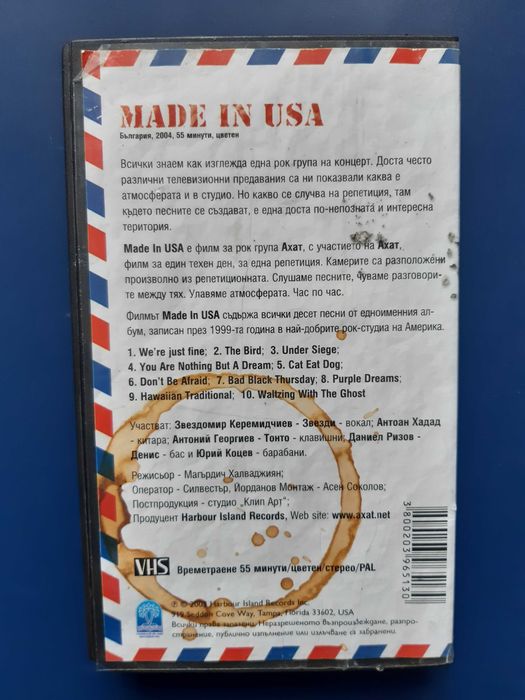 MADE IN USA
България, 2004, 55 минути, цветен
Всички знаем как изглежда една рок група на концерт. Доста често
различни телевизионни предавания са ни показвали каква е
атмосферата и в студио. Но какво се случва на репетиция, там
където песните се създават, е една доста по-непозната и интересна
територия.
Made In USA е филм за рок група Ахат, с участието на Ахат,
филм за един техен ден, за една репетиция. Камерите са разположени
произволно из репетиционната. Слушаме песните, чуваме разговори-
те между тях. Улавяме атмосферата. Час по час.
Филмът Made In USA съдържа всички десет песни от едноименния ал-
бум, записан през 1999-та година в най-добрите рок-студиа на Америка.
1. We're just fine; 2. The Bird; 3. Under Siege;
4. You Are Nothing But A Dream; 5. Cat Eat Dog;
6. Don't Be Afraid; 7. Bad Black Thursday; 8. Purple Dreams;
9. Hawaiian Traditional; 10. Waltzing With The Ghost
Участват: Звездомир Керемидчиев - Звезди - вокал; Антоан Хадад
- китара; Антоний Георгиев - Тонто - клавишни; Даниел Ризов -
Денис - бас и Юрий Коцев - барабани.
Режисьор - Магърдич Халваджиян;
Оператор - Силвестър, Йорданов Монтаж - Асен Соколов;
Постпродукция - студио „Клип Арт";
Продуцент Harbour Island Records, Web site: www.axat.net
3800203965130
VHS Времетраене 55 минути/цветен/стерео/PAL
℗ © 2003 Harbour Island Records Inc.
919 Seddon Cove Way, Tampa, Florida 33602, USA
Всички права запазени. Неразрешеното възпроизвеждане, разпро-
странение, публично изпълнение или излъчване са забранени.